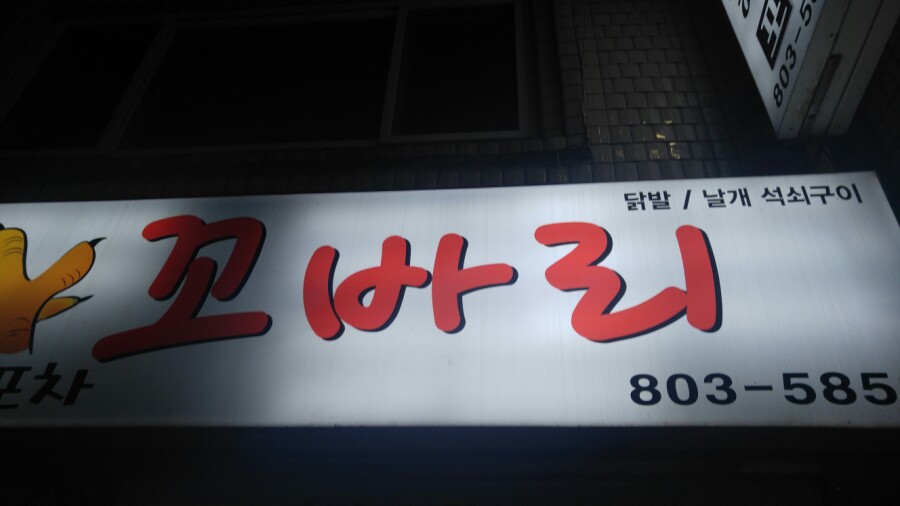 803-5
닭발 / 날개 석쇠구이
꼬바리
포차
803-585